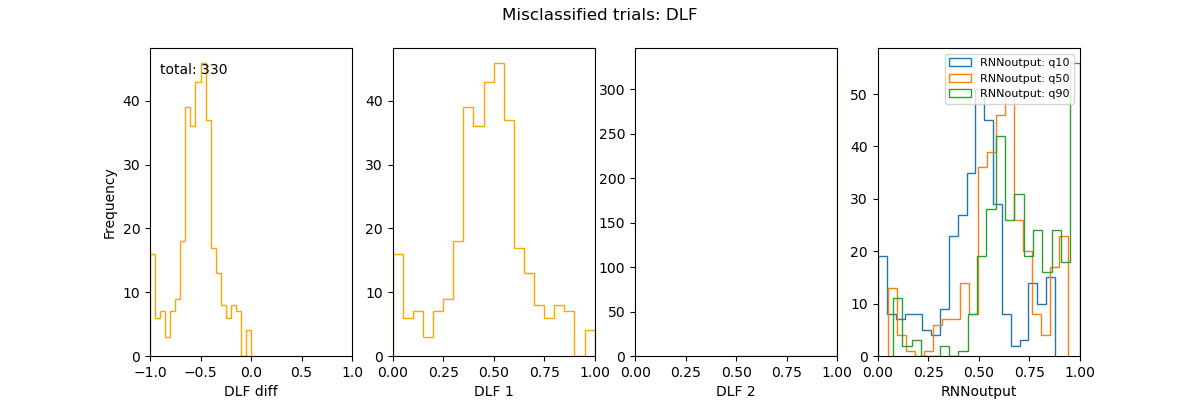 Misclassified trials: DLF
Frequency
total: 330
0
10
20
30
40
−1.0 −0.5 0.0 0.5 1.0
DLF diff
0
10
20
30
40
0.00 0.25 0.50 0.75 1.00
DLF 1
0
50
100
150
200
250
300
0.00 0.25 0.50 0.75 1.00
DLF 2
RNNoutput: q10
RNNoutput: q50
RNNoutput: q90
0
10
20
30
40
50
0.00 0.25 0.50 0.75 1.00
RNNoutput